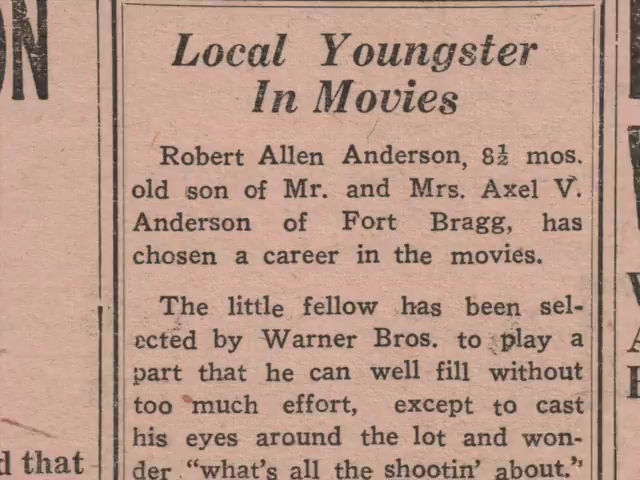 ON
Local Youngster
In Movies
Robert Allen Anderson, 8½ mos.
old son of Mr. and Mrs. Axel V.
Anderson of Fort Bragg, has
chosen a career in the movies.
The little fellow has been sel-
ected by Warner Bros. to play a
part that he can well fill without
too much effort, except to cast
his eyes around the lot and won-
der "what's all the shootin' about."
d that